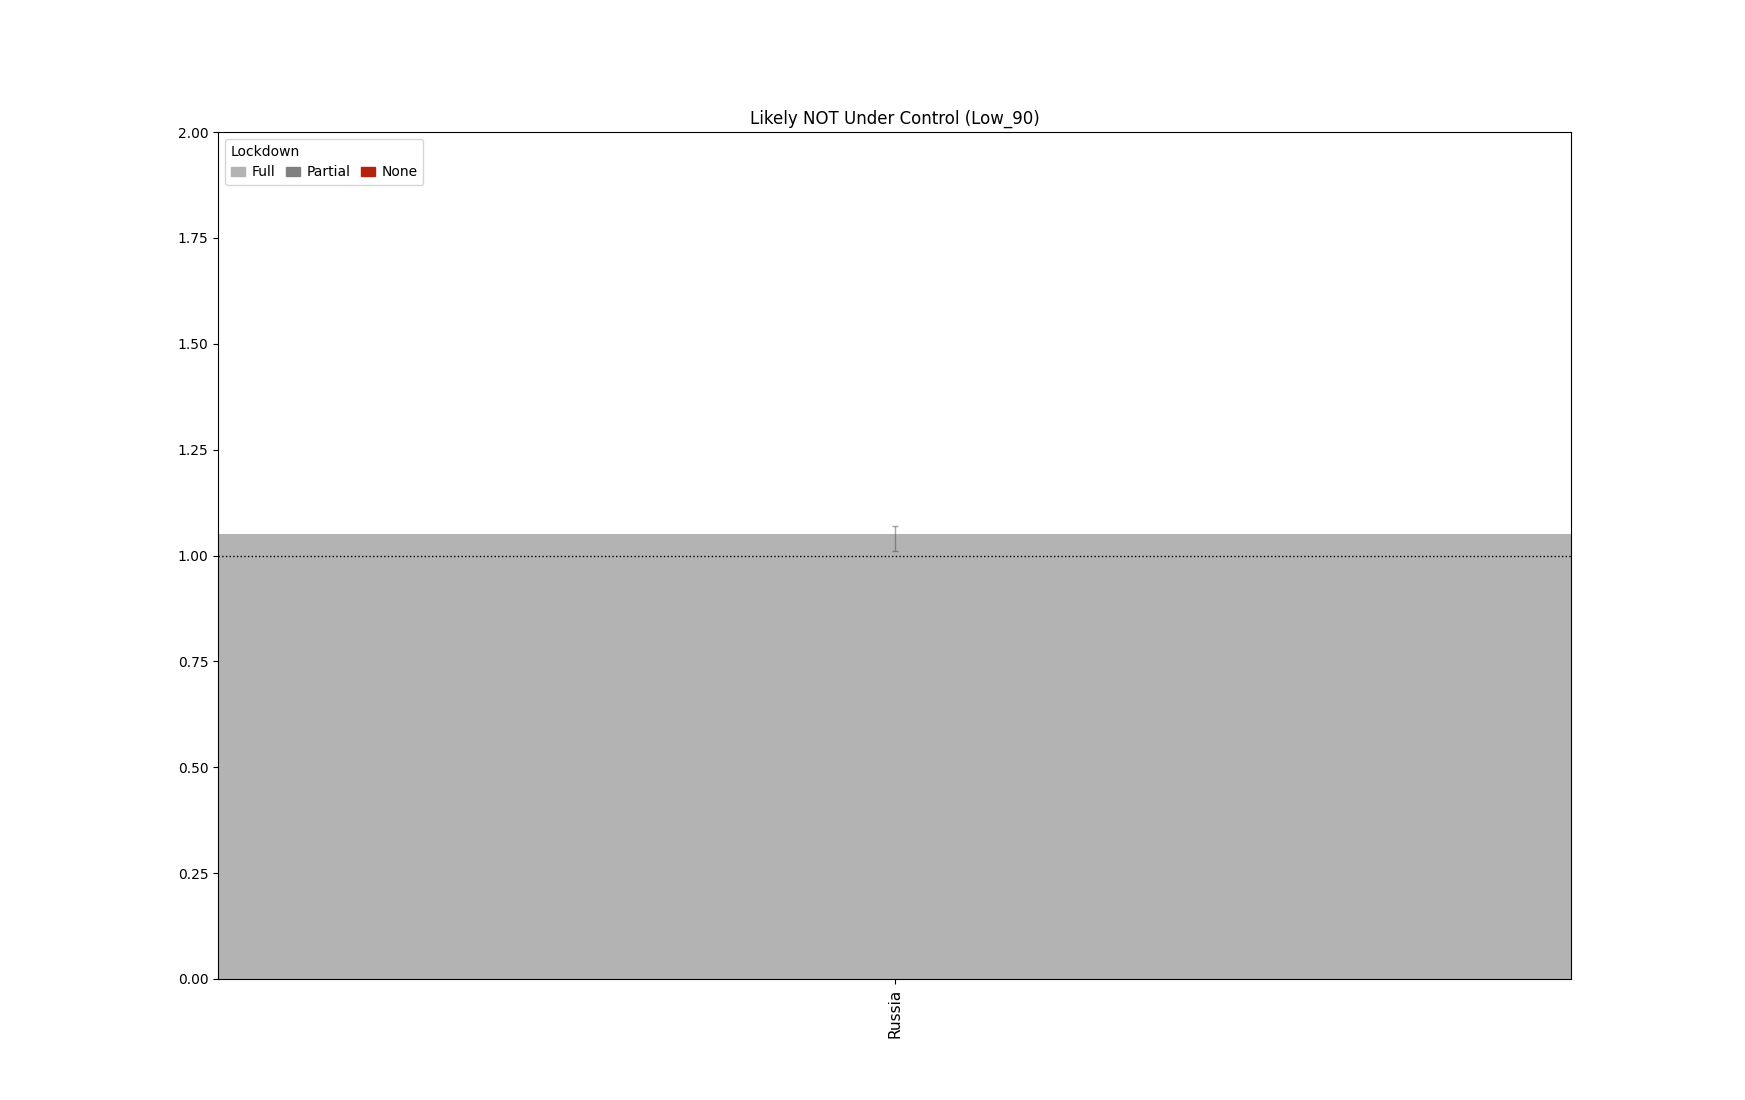 Likely NOT Under Control (Low_90)
2.00
Lockdown
Full Partial None
1.75
1.50
1.25
1.00
0.75
0.50
0.25
0.00
Russia